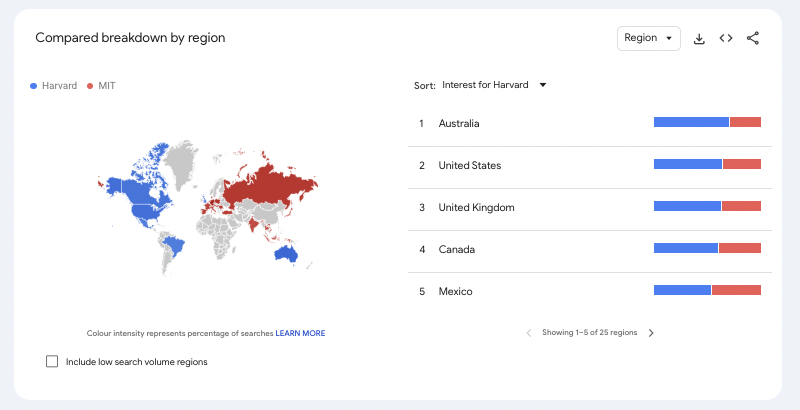 Compared breakdown by region
Region
Harvard MIT
Sort: Interest for Harvard
1 Australia
2 United States
3 United Kingdom
4 Canada
5 Mexico
Colour intensity represents percentage of searches LEARN MORE
Showing 1–5 of 25 regions
Include low search volume regions